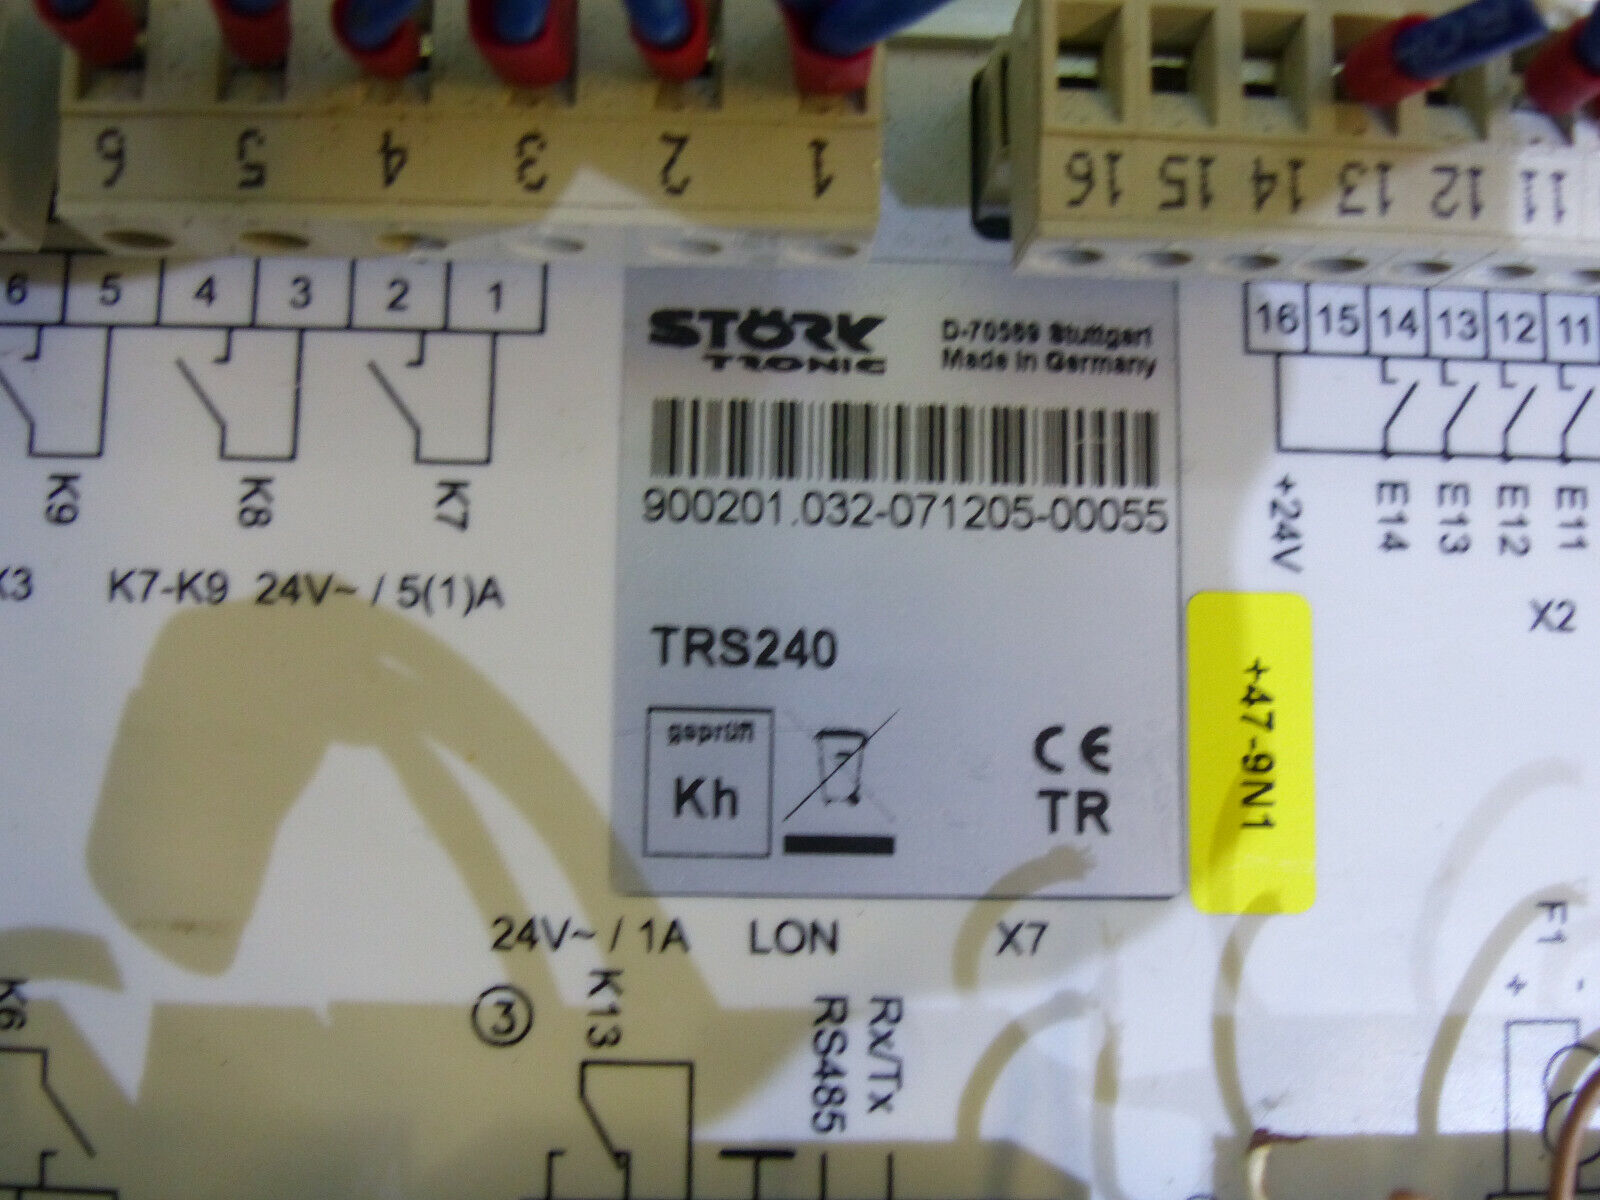 6 5 4 3 2 1
16 15 14 13 12 11
6 5 4 3 2 1
16 15 14 13 12 11
STÖRK
TRONIC
D-70569 Stuttgart
Made in Germany
900201.032-071205-00055
K9 K8 K7
+24V E14 E13 E12 E11
K7-K9 24V~ / 5(1)A
X2
TRS240
geprüft
Kh
CE
TR
+47-9N1
24V~ / 1A LON X7
F1
+ -
K6
3
K13
RS485
Rx/Tx